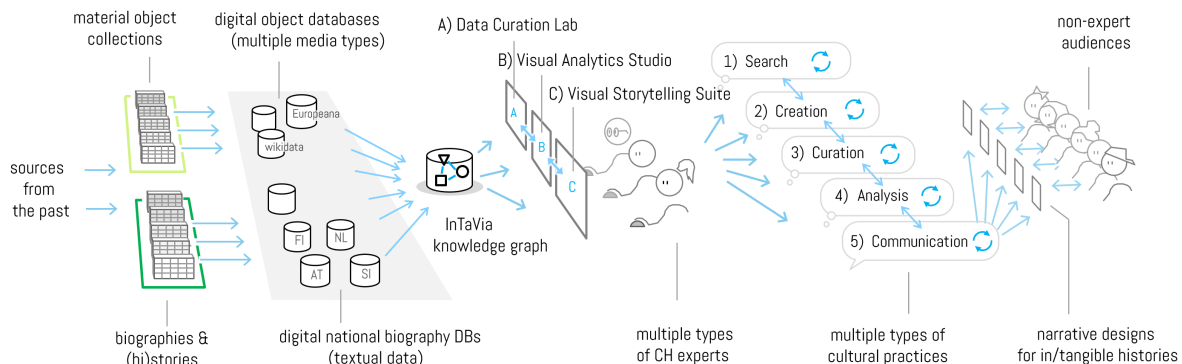 material object
collections
digital object databases
(multiple media types)
A) Data Curation Lab
B) Visual Analytics Studio
C) Visual Storytelling Suite
non-expert
audiences
1) Search
2) Creation
3) Curation
4) Analysis
5) Communication
Europeana
wikidata
A
B
C
sources
from
the past
FI
NL
AT
SI
InTaVia
knowledge graph
biographies &
(hi)stories
digital national biography DBs
(textual data)
multiple types
of CH experts
multiple types of
cultural practices
narrative designs
for in/tangible histories